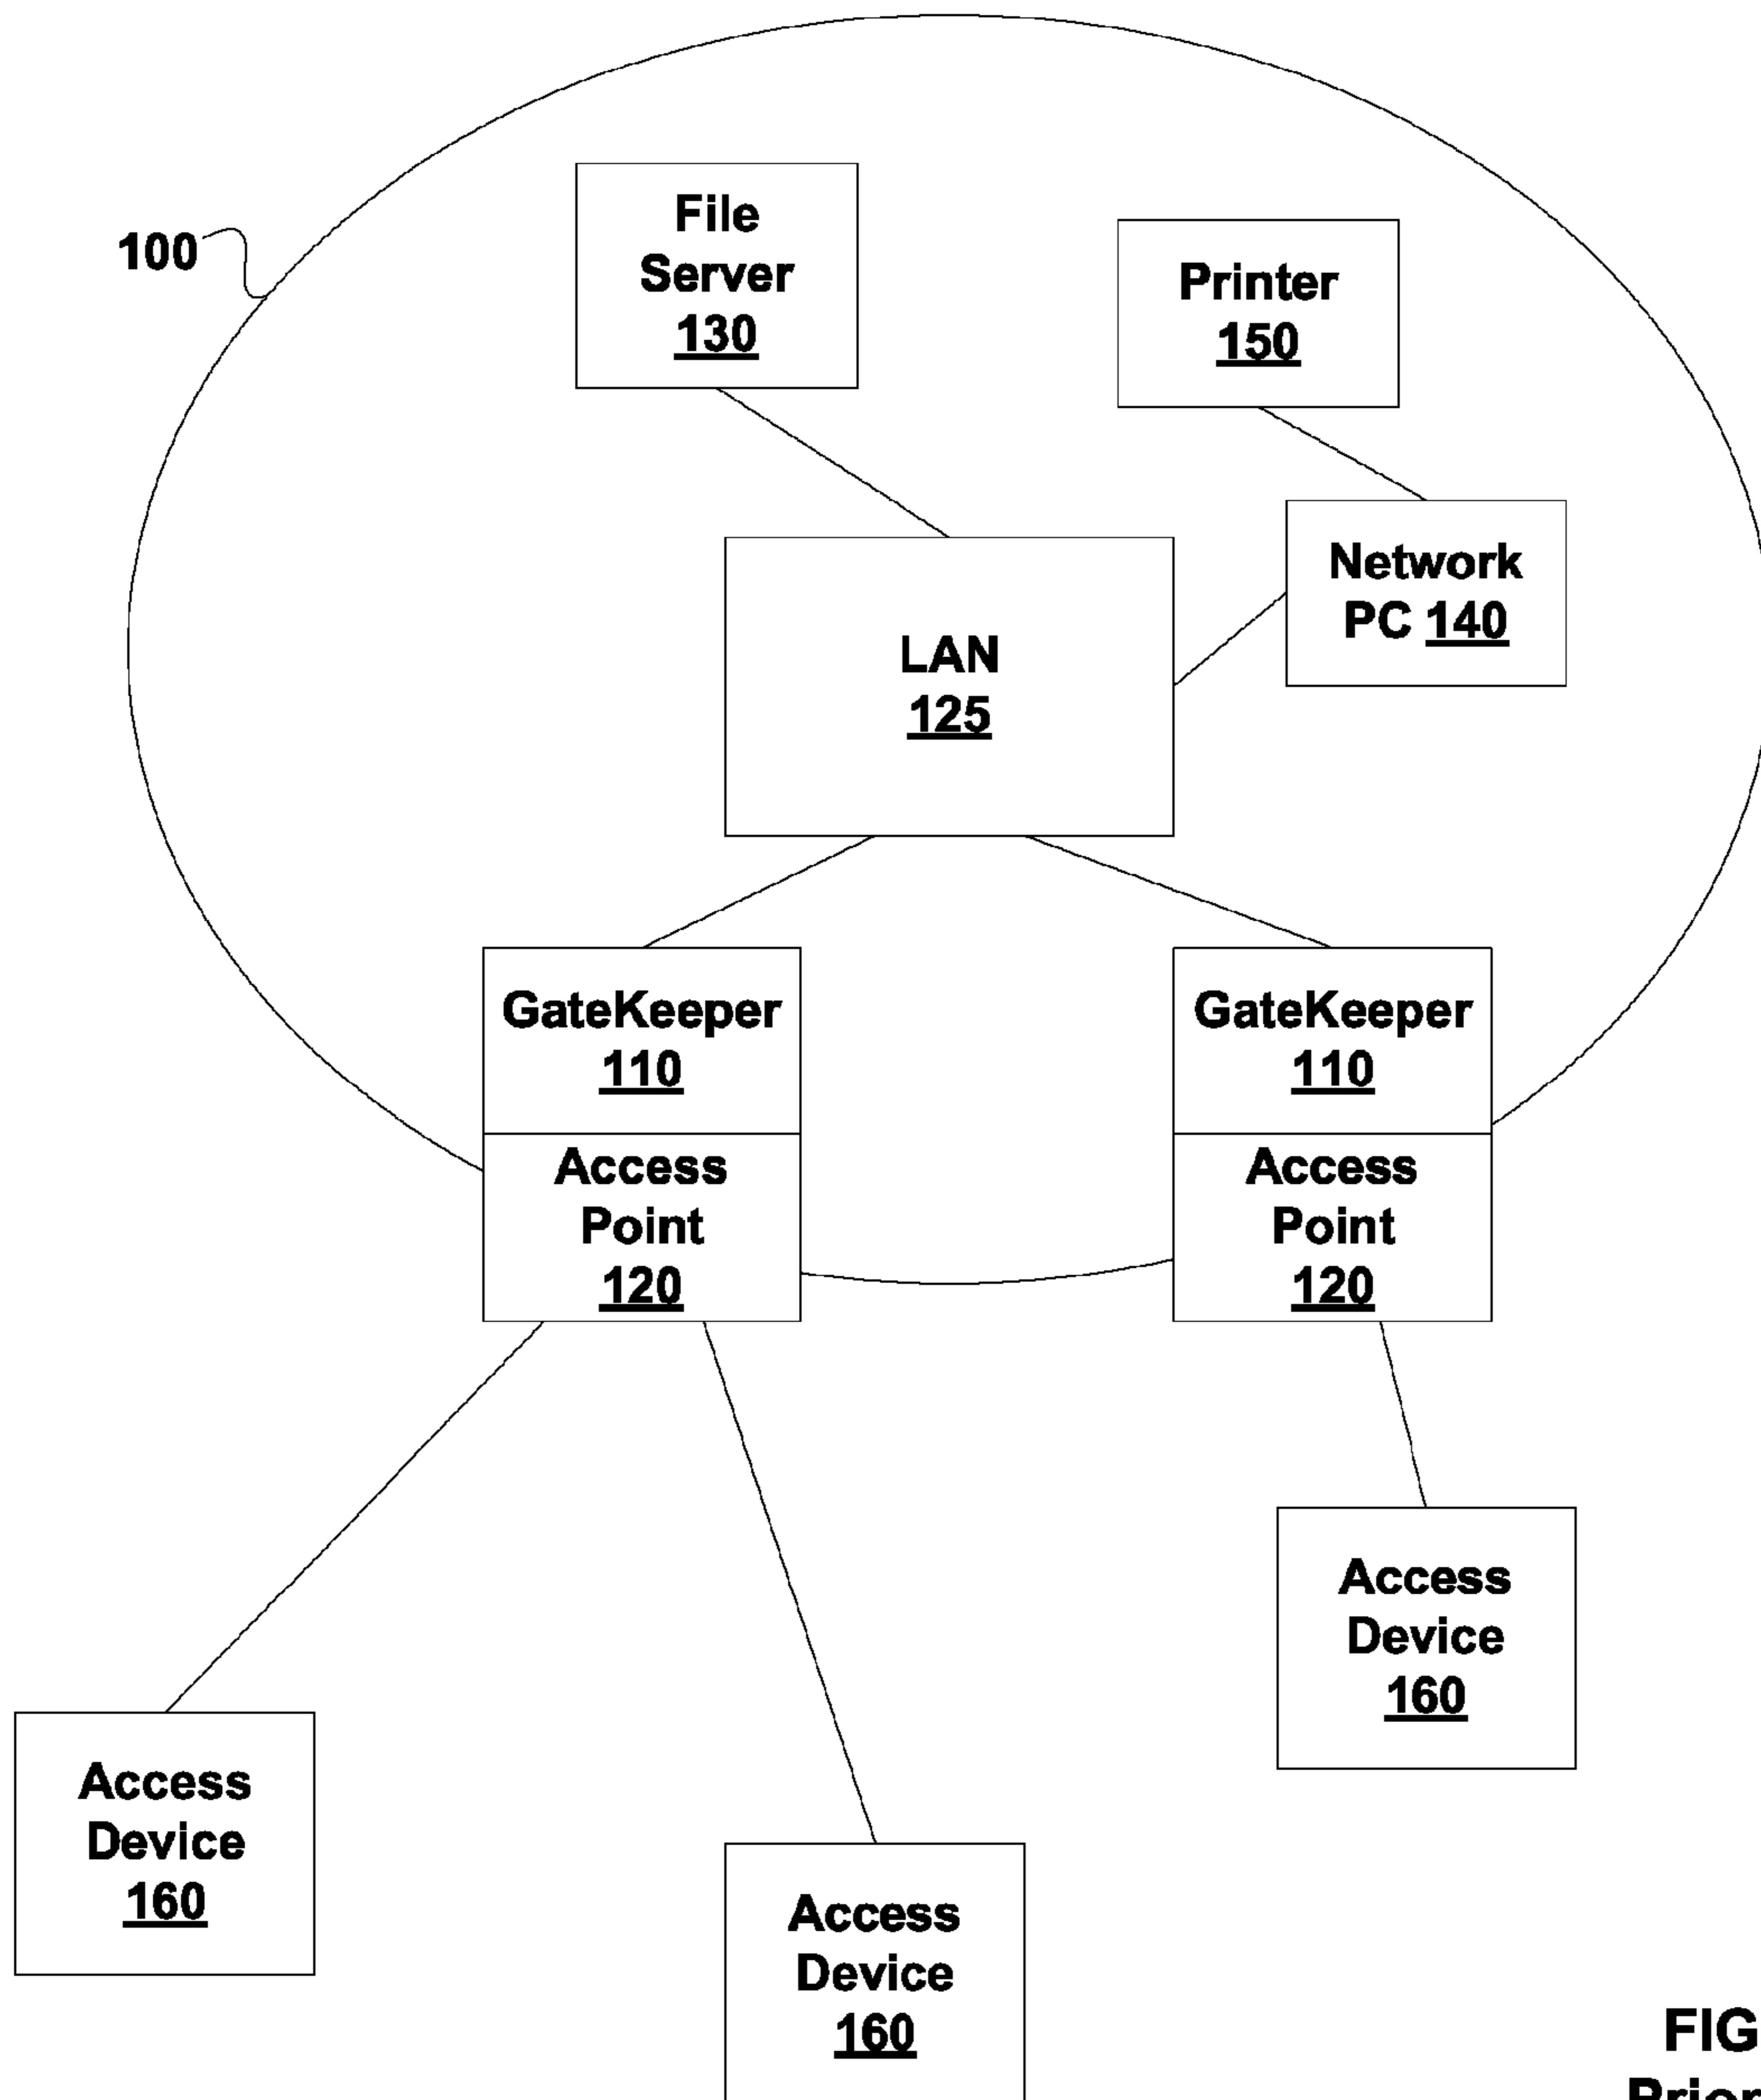 100
File
Server
130
Printer
150
Network
PC 140
LAN
125
GateKeeper
110
Access
Point
120
GateKeeper
110
Access
Point
120
Access
Device
160
Access
Device
160
Access
Device
160
FIG
Prior